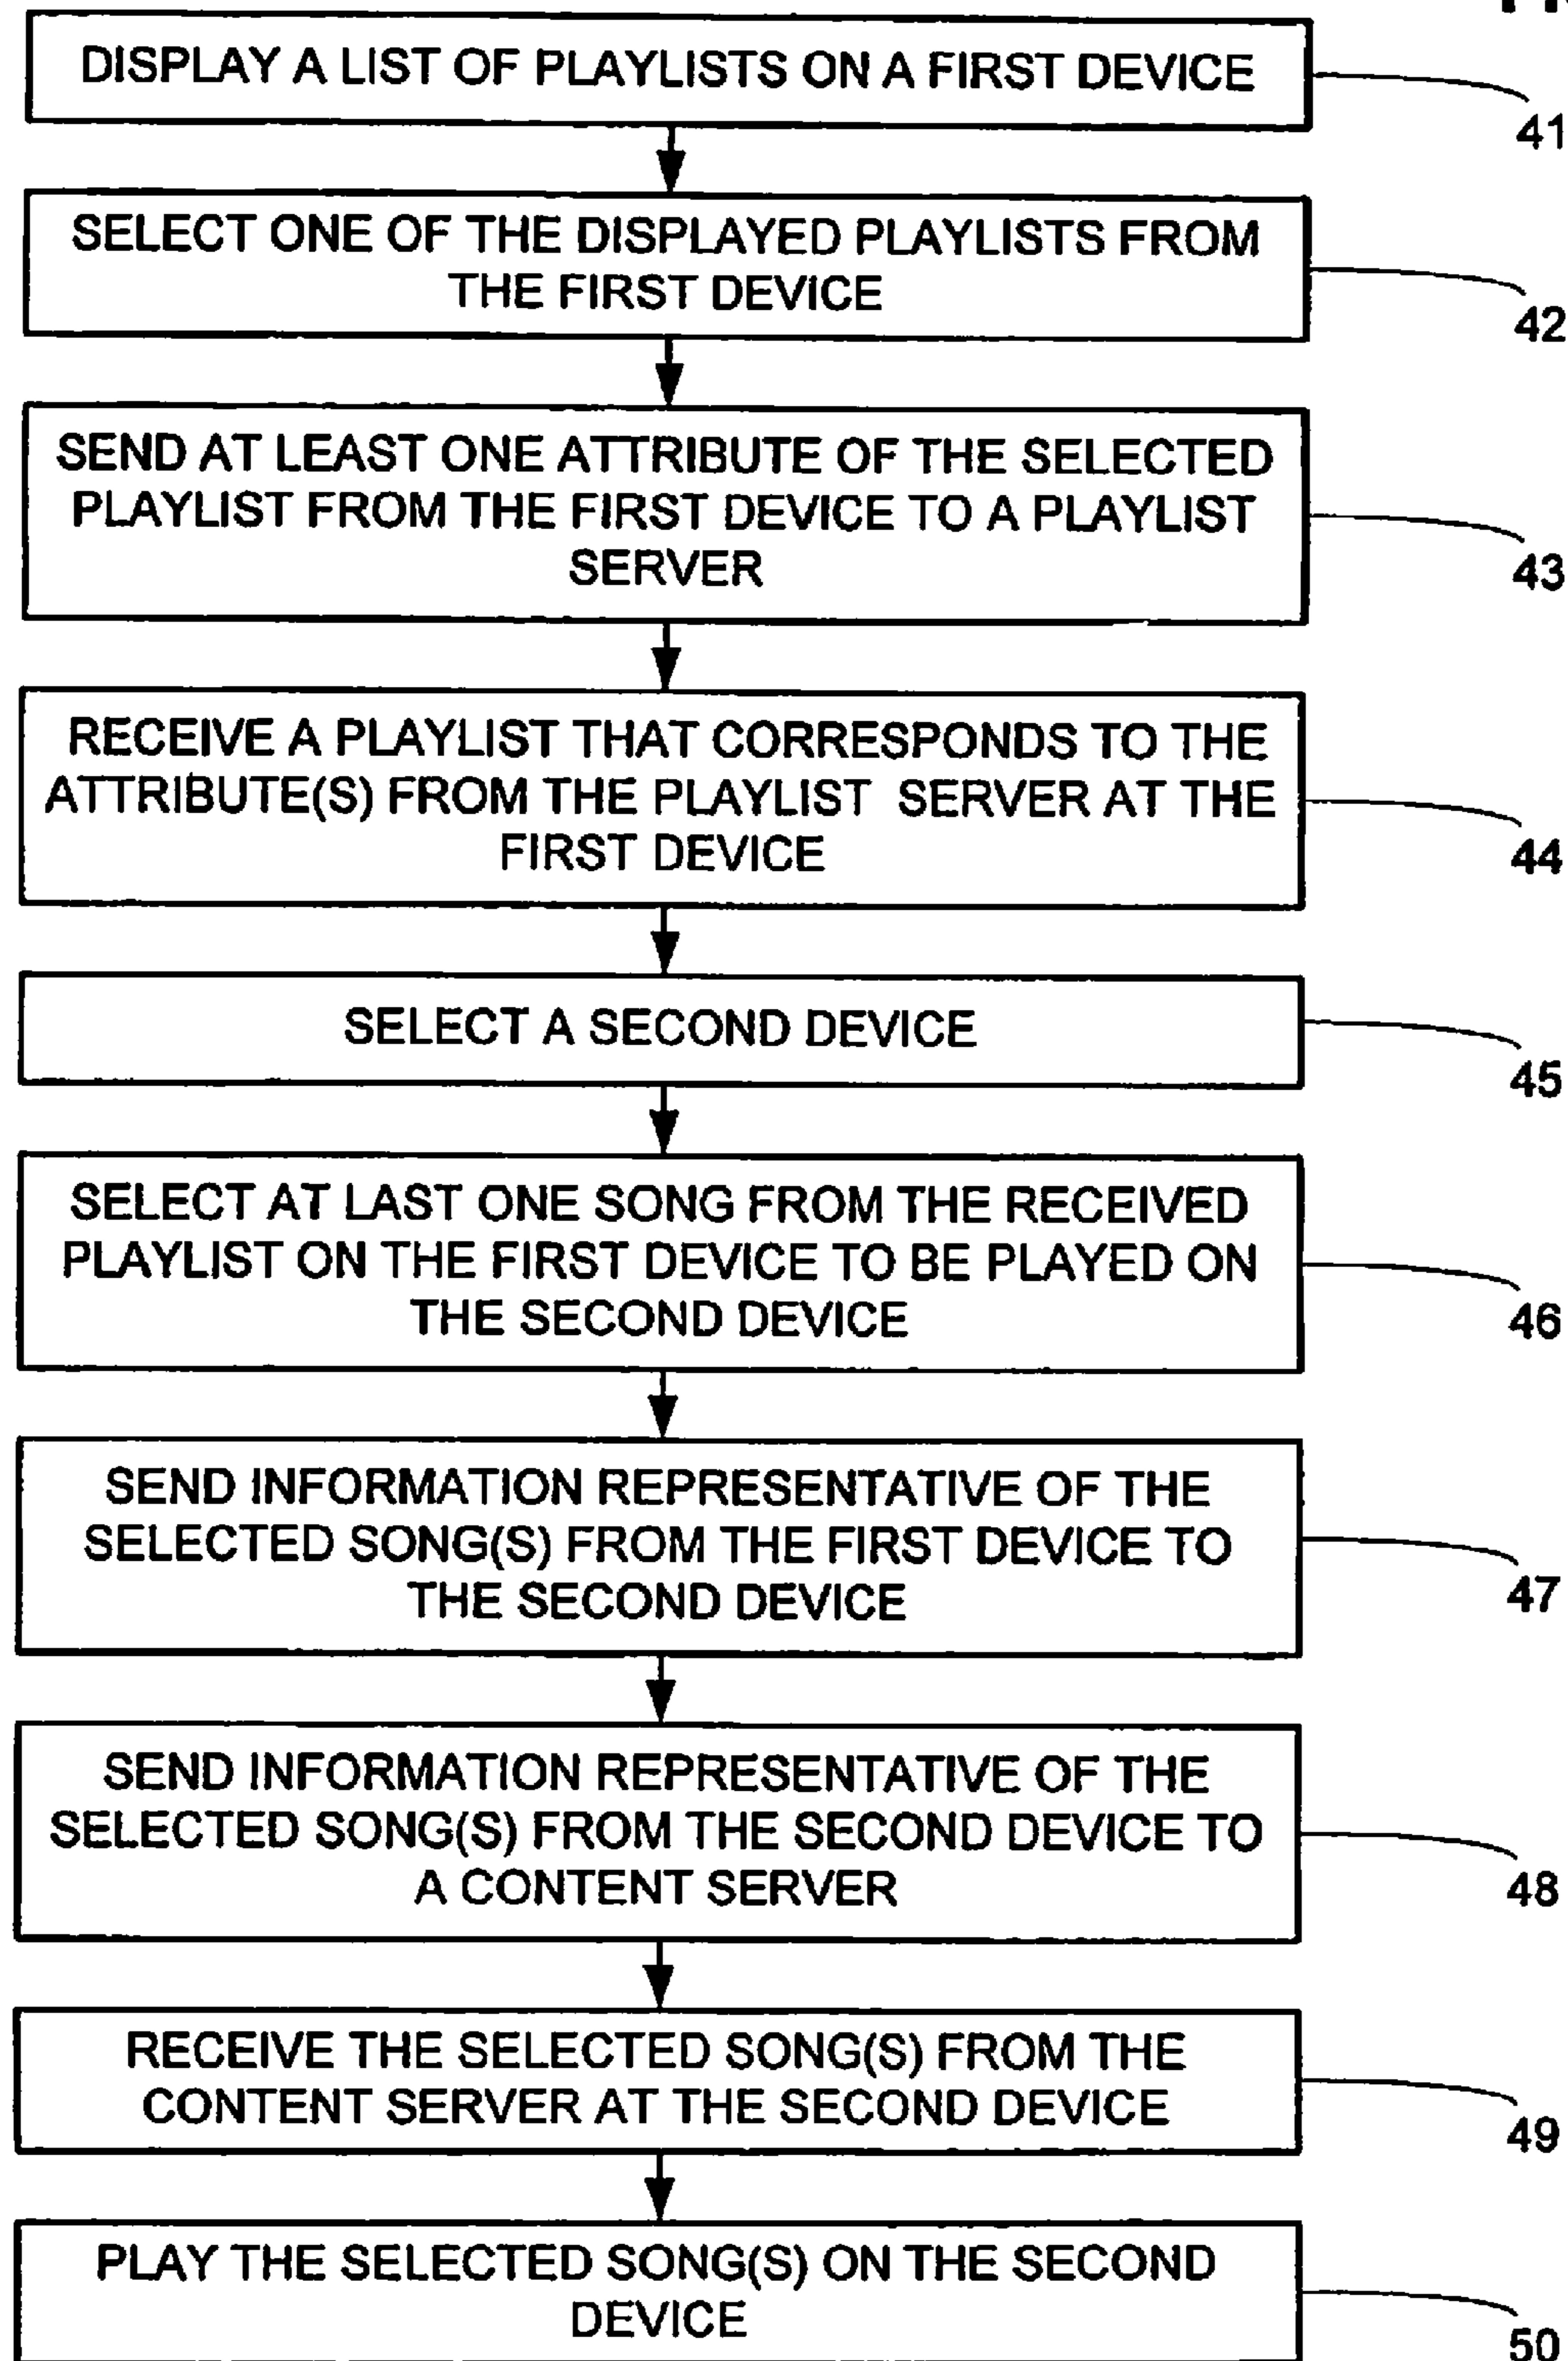 DISPLAY A LIST OF PLAYLISTS ON A FIRST DEVICE
41
SELECT ONE OF THE DISPLAYED PLAYLISTS FROM
THE FIRST DEVICE
42
SEND AT LEAST ONE ATTRIBUTE OF THE SELECTED
PLAYLIST FROM THE FIRST DEVICE TO A PLAYLIST
SERVER
43
RECEIVE A PLAYLIST THAT CORRESPONDS TO THE
ATTRIBUTE(S) FROM THE PLAYLIST SERVER AT THE
FIRST DEVICE
44
SELECT A SECOND DEVICE
45
SELECT AT LAST ONE SONG FROM THE RECEIVED
PLAYLIST ON THE FIRST DEVICE TO BE PLAYED ON
THE SECOND DEVICE
46
SEND INFORMATION REPRESENTATIVE OF THE
SELECTED SONG(S) FROM THE FIRST DEVICE TO
THE SECOND DEVICE
47
SEND INFORMATION REPRESENTATIVE OF THE
SELECTED SONG(S) FROM THE SECOND DEVICE TO
A CONTENT SERVER
48
RECEIVE THE SELECTED SONG(S) FROM THE
CONTENT SERVER AT THE SECOND DEVICE
49
PLAY THE SELECTED SONG(S) ON THE SECOND
DEVICE
50